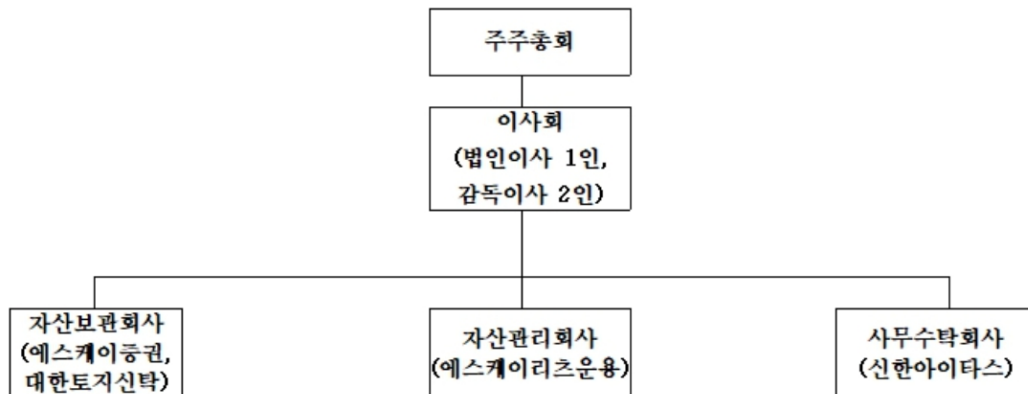 주주총회
이사회
(법인이사 1인,
감독이사 2인)
자산보관회사
(에스케이증권,
대한토지신탁)
자산관리회사
(에스케이리츠운용)
사무수탁회사
(신한아이타스)